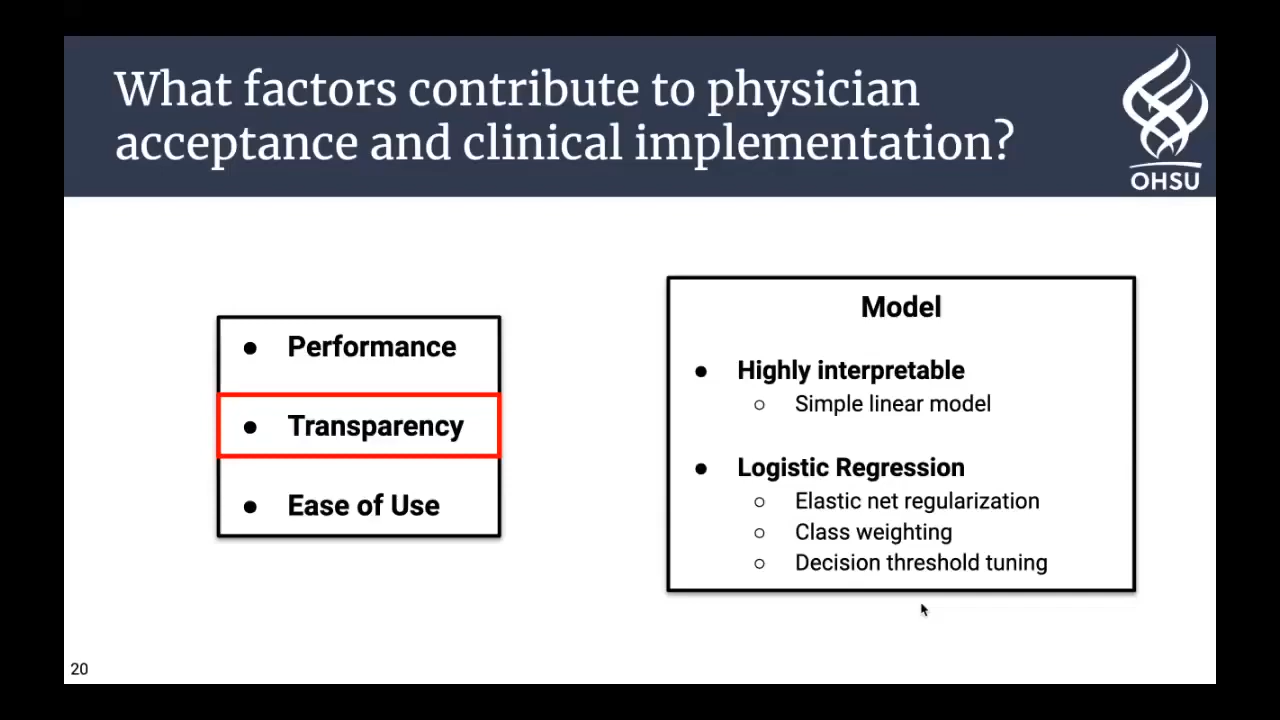 What factors contribute to physician
acceptance and clinical implementation?
OHSU
● Performance
● Transparency
● Ease of Use
Model
● Highly interpretable
○ Simple linear model
● Logistic Regression
○ Elastic net regularization
○ Class weighting
○ Decision threshold tuning
20